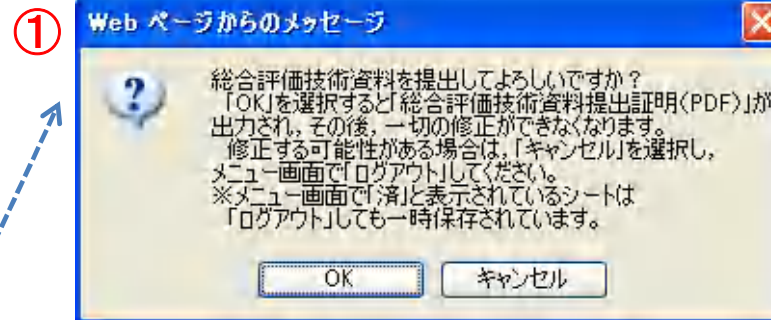 ①
Web ページからのメッセージ
総合評価技術資料を提出してよろしいですか？
「OK」を選択すると「総合評価技術資料提出証明(PDF)」が
出力され，その後，一切の修正ができなくなります。
修正する可能性がある場合は，「キャンセル」を選択し，
メニュー画面で「ログアウト」してください。
※メニュー画面で「済」と表示されているシートは
「ログアウト」しても一時保存されています。
OK
キャンセル